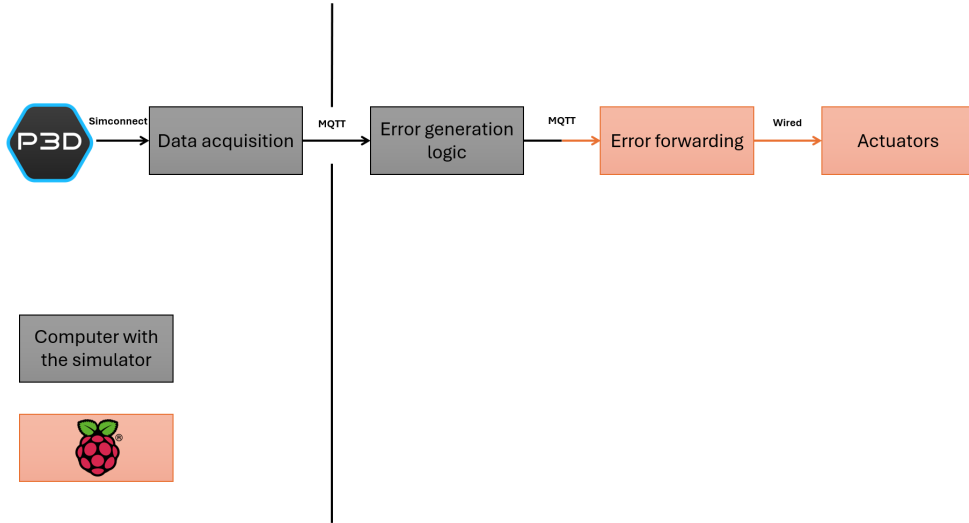 P3D
Simconnect
Data acquisition
MQTT
Error generation
logic
MQTT
Error forwarding
Wired
Actuators
Computer with
the simulator
®